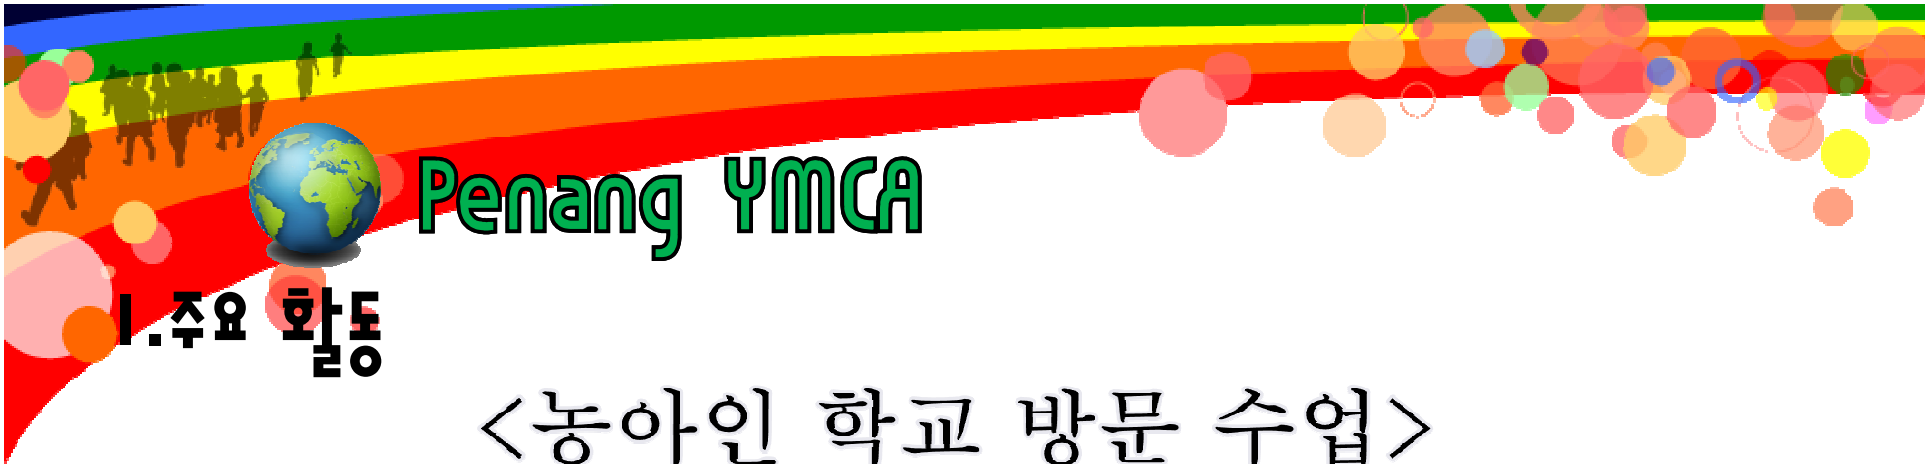 Penang YMCA
1.주요 활동
<농아인 학교 방문 수업>